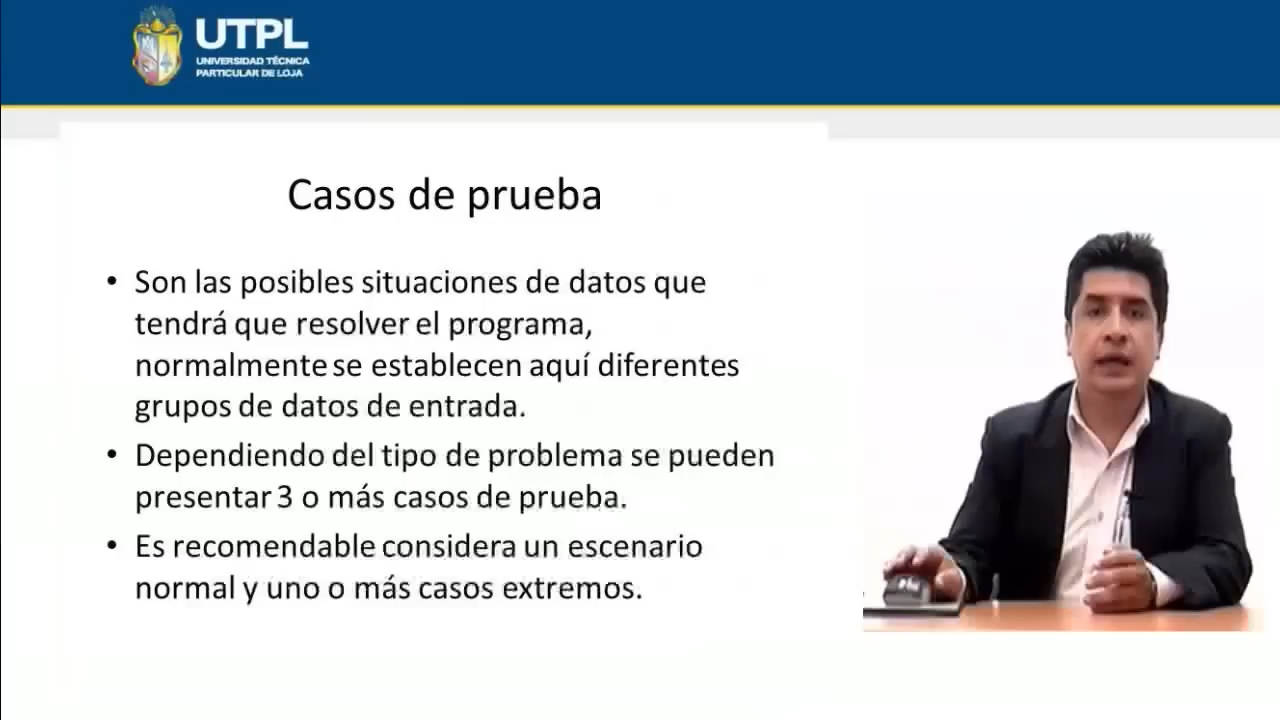 UTPL
UNIVERSIDAD TÉCNICA
PARTICULAR DE LOJA
Casos de prueba
• Son las posibles situaciones de datos que
tendrá que resolver el programa,
normalmente se establecen aquí diferentes
grupos de datos de entrada.
• Dependiendo del tipo de problema se pueden
presentar 3 o más casos de prueba.
• Es recomendable considera un escenario
normal y uno o más casos extremos.